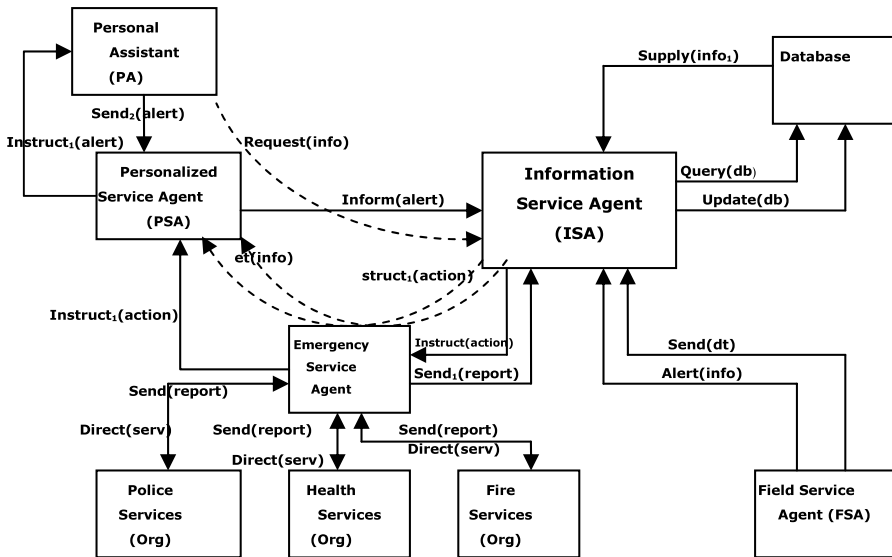 Personal
Assistant
(PA)
Send₂(alert)
Instruct₁(alert)
Request(info)
Personalized
Service Agent
(PSA)
Inform(alert)
Information
Service Agent
(ISA)
Supply(info₁)
Database
Query(db)
Update(db)
et(info)
struct₁(action)
Instruct₁(action)
Emergency
Service
Agent
Instruct(action)
Send₁(report)
Send(dt)
Alert(info)
Send(report)
Direct(serv)
Send(report)
Direct(serv)
Send(report)
Direct(serv)
Police
Services
(Org)
Health
Services
(Org)
Fire
Services
(Org)
Field Service
Agent (FSA)